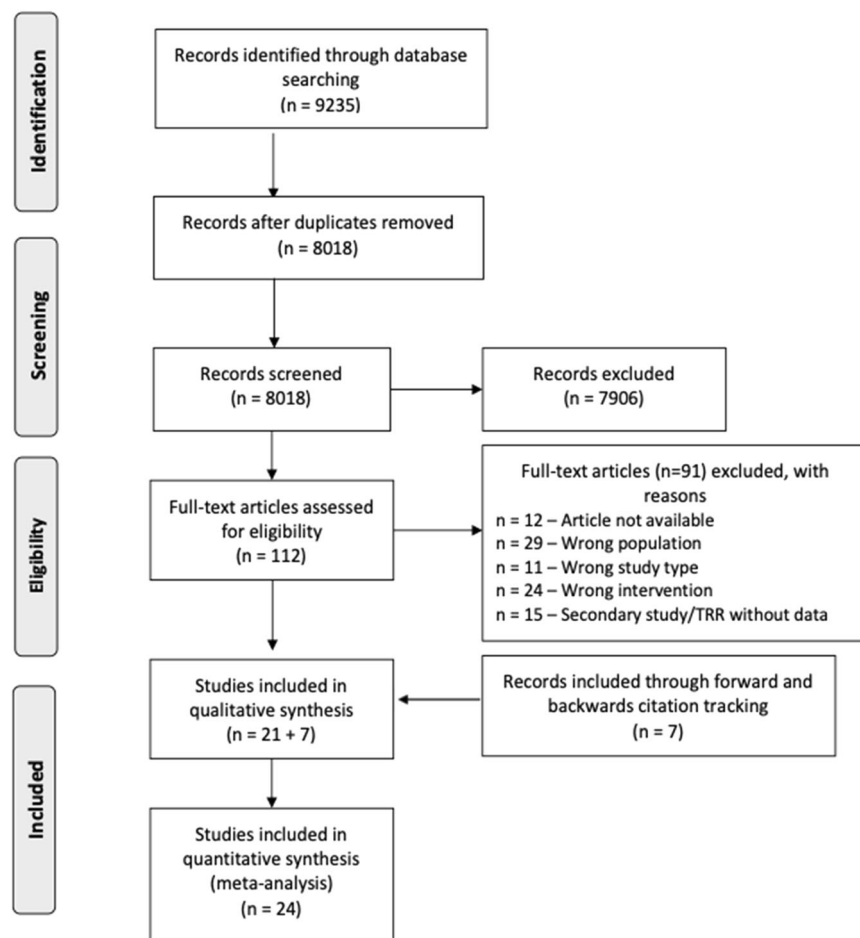 Identification
Records identified through database
searching
(n = 9235)
Records after duplicates removed
(n = 8018)
Screening
Records screened
(n = 8018)
Records excluded
(n = 7906)
Eligibility
Full-text articles assessed
for eligibility
(n = 112)
Full-text articles (n=91) excluded, with
reasons
n = 12 – Article not available
n = 29 – Wrong population
n = 11 – Wrong study type
n = 24 – Wrong intervention
n = 15 – Secondary study/TRR without data
Included
Studies included in
qualitative synthesis
(n = 21 + 7)
Records included through forward and
backwards citation tracking
(n = 7)
Studies included in
quantitative synthesis
(meta-analysis)
(n = 24)